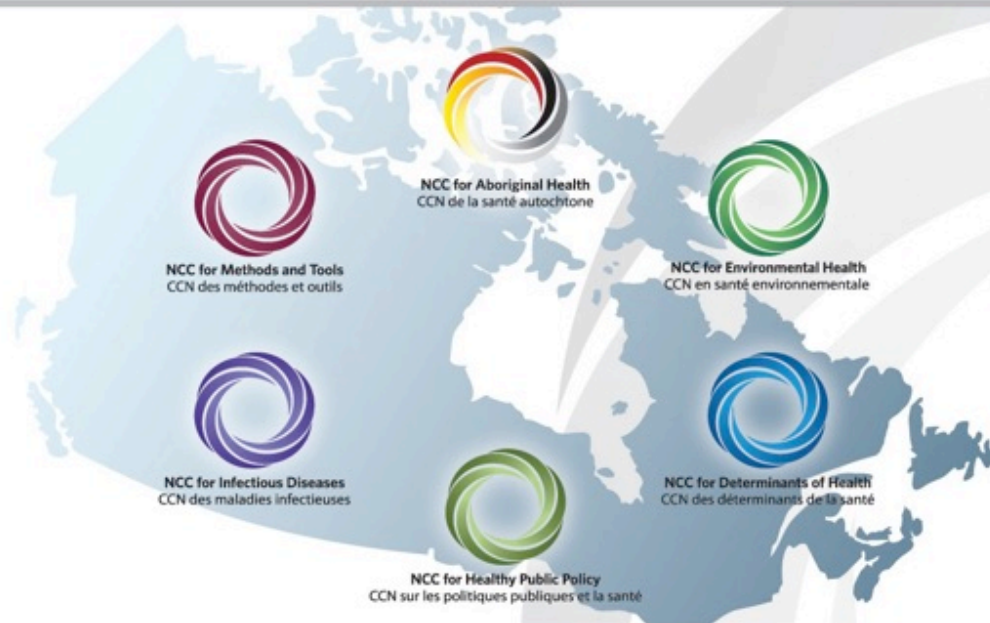 NCC for Aboriginal Health
CCN de la santé autochtone
NCC for Methods and Tools
CCN des méthodes et outils
NCC for Environmental Health
CCN en santé environnementale
NCC for Infectious Diseases
CCN des maladies infectieuses
NCC for Determinants of Health
CCN des déterminants de la santé
NCC for Healthy Public Policy
CCN sur les politiques publiques et la santé